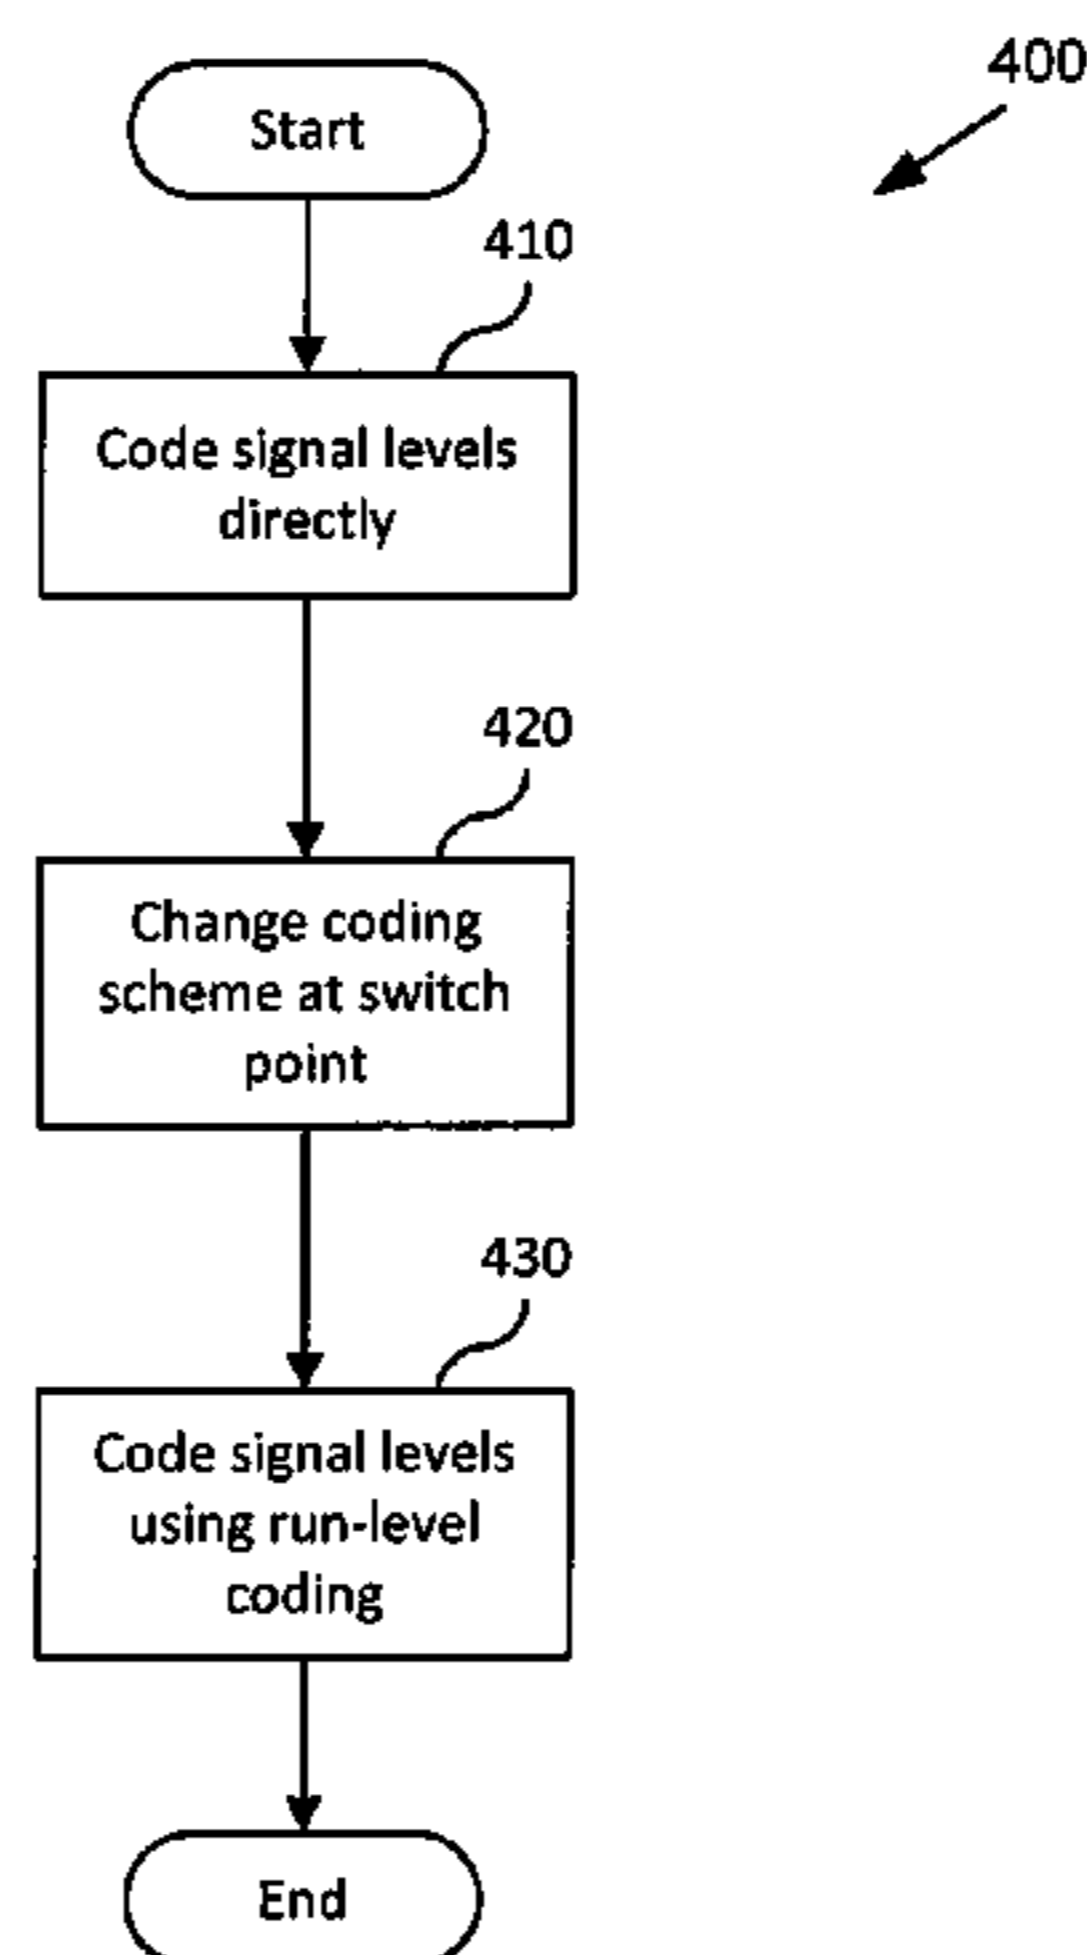 400
Start
410
Code signal levels
directly
420
Change coding
scheme at switch
point
430
Code signal levels
using run-level
coding
End